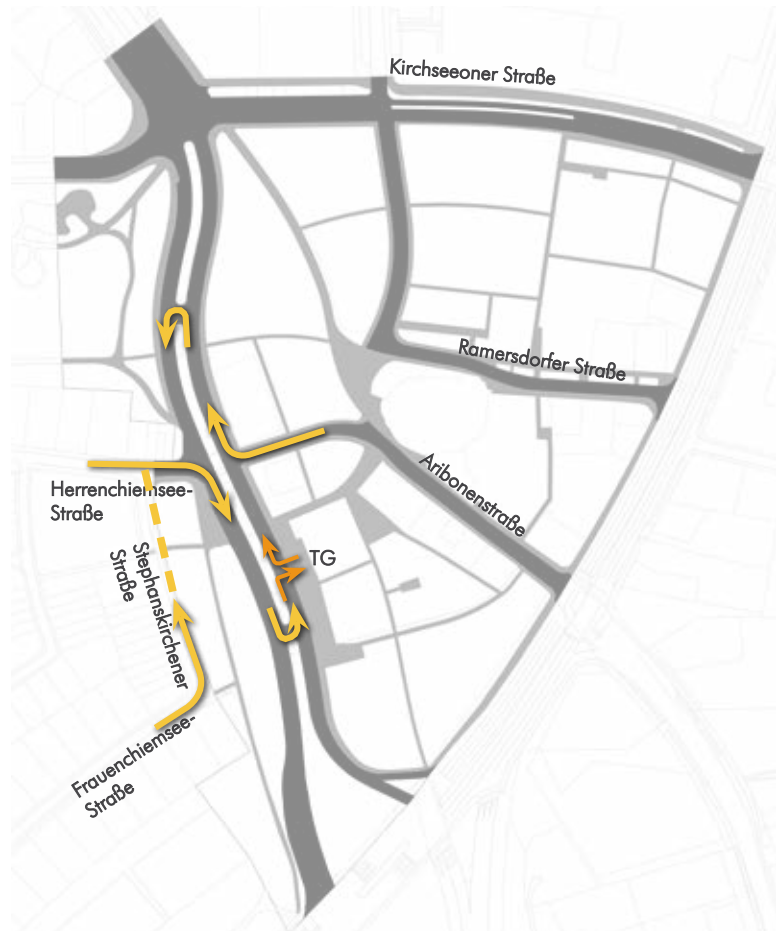 Kirchseeoner Straße
Ramersdorfer Straße
Aribonenstraße
Herrenchiemsee-
Straße
TG
Stephanskirchener
Straße
Frauenchiemsee-
Straße